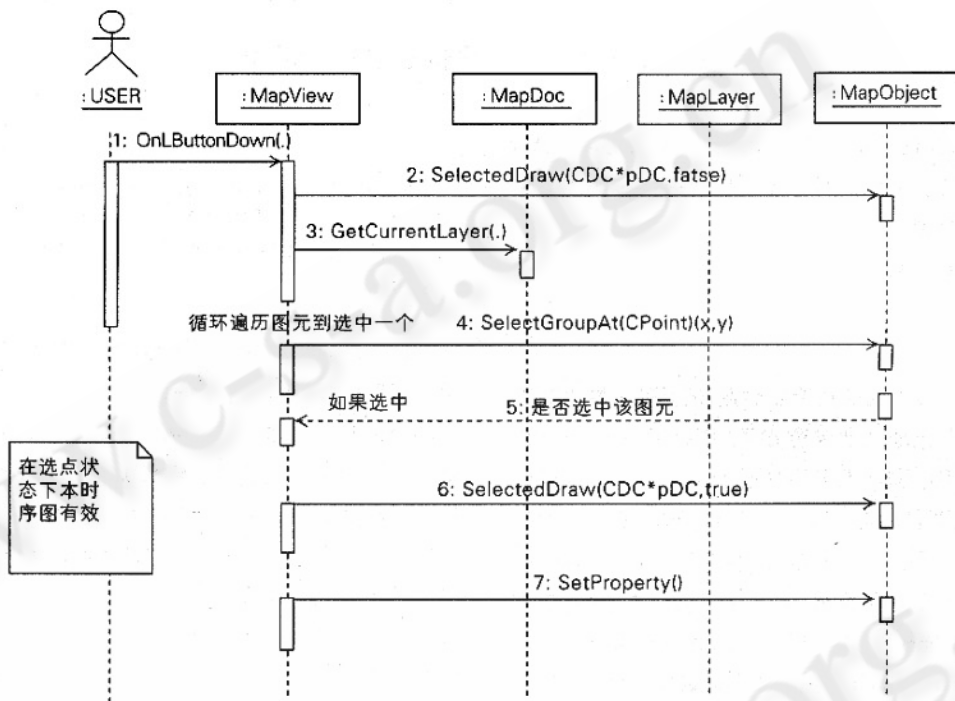 :USER
:MapView
:MapDoc
:MapLayer
:MapObject
1: OnLButtonDown(.)
2: SelectedDraw(CDC*pDC.fatse)
3: GetCurrentLayer(.)
循环遍历图元到选中一个
4: SelectGroupAt(CPoint)(x,y)
如果选中
5: 是否选中该图元
在选点状
态下本时
序图有效
6: SelectedDraw(CDC*pDC,true)
7: SetProperty()